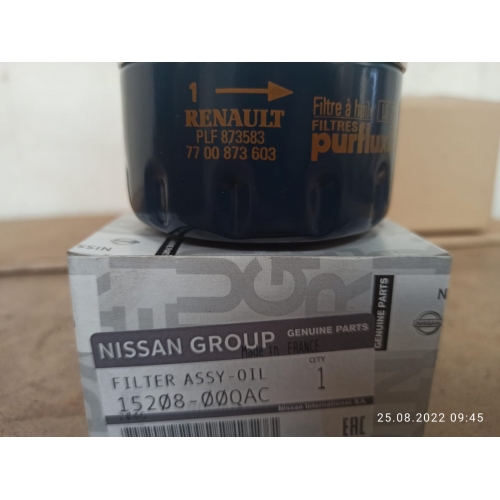 1
RENAULT
PLF 873583
77 00 873 603
Filtre à huile
FILTRES
purflux
NISSAN
GENUINE PARTS
NISSAN GROUP
GENUINE PARTS
Made in FRANCE
FILTER ASSY-OIL
QTY
1
15208-00QAC
Nissan International S.A.
EAC
25.08.2022 09:45